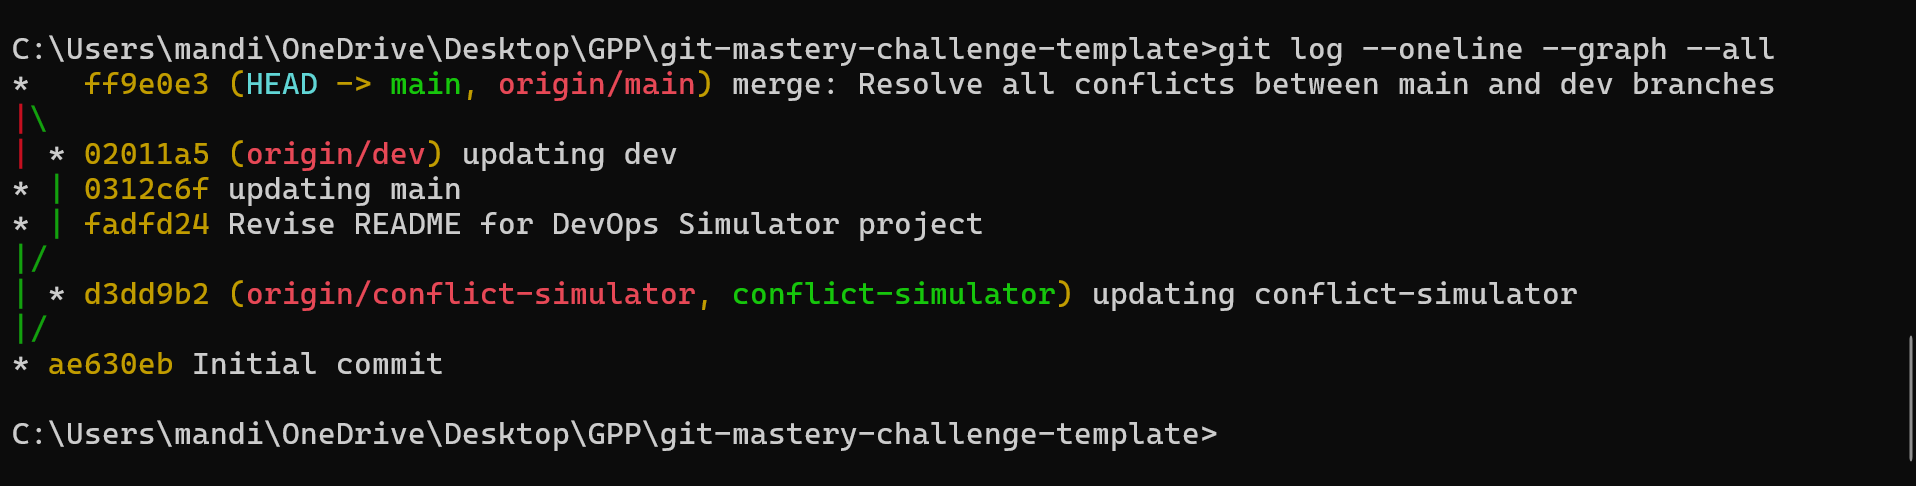 C:\Users\mandi\OneDrive\Desktop\GPP\git-mastery-challenge-template>git log --oneline --graph --all
*   ff9e0e3 (HEAD -> main, origin/main) merge: Resolve all conflicts between main and dev branches
|\
| * 02011a5 (origin/dev) updating dev
* | 0312c6f updating main
* | fadfd24 Revise README for DevOps Simulator project
|/
| * d3dd9b2 (origin/conflict-simulator, conflict-simulator) updating conflict-simulator
|/
* ae630eb Initial commit
C:\Users\mandi\OneDrive\Desktop\GPP\git-mastery-challenge-template>